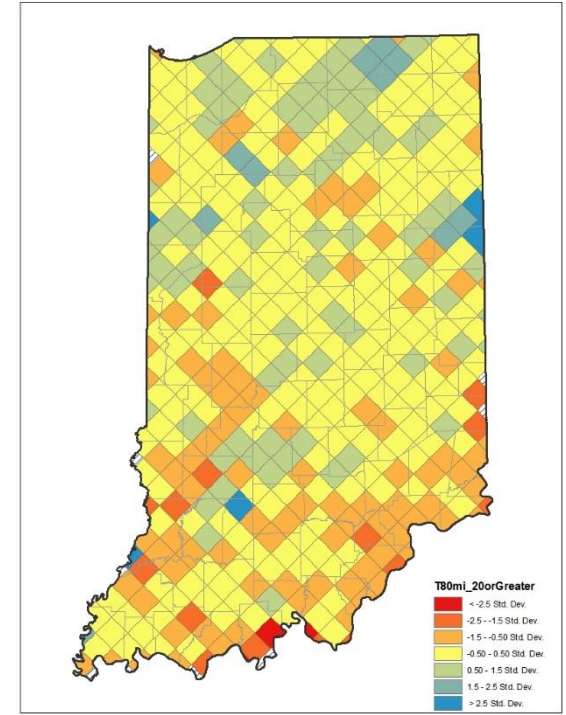 T80mi_20orGreater
< -2.5 Std. Dev.
-2.5 - -1.5 Std. Dev.
-1.5 - -0.50 Std. Dev.
-0.50 - 0.50 Std. Dev.
0.50 - 1.5 Std. Dev.
1.5 - 2.5 Std. Dev.
> 2.5 Std. Dev.